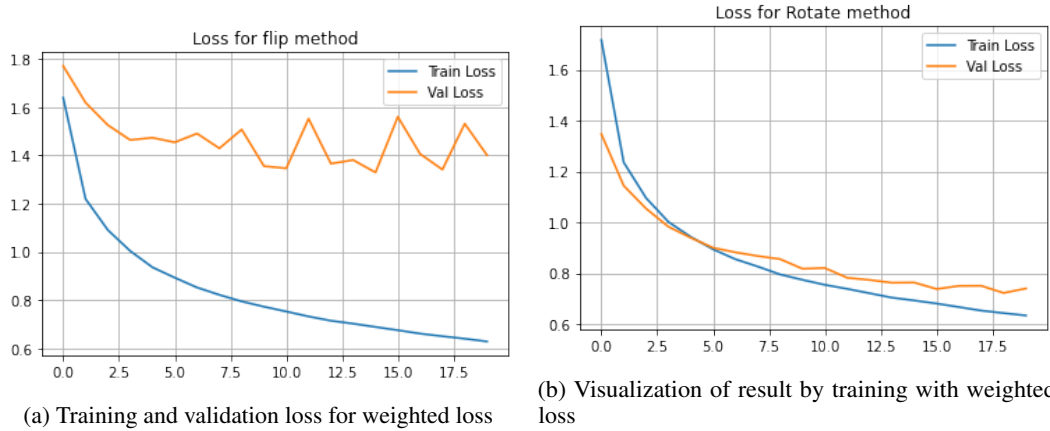 Loss for flip method
1.8
1.6
1.4
1.2
1.0
0.8
0.6
0.0 2.5 5.0 7.5 10.0 12.5 15.0 17.5
Train Loss
Val Loss
(a) Training and validation loss for weighted loss
Loss for Rotate method
1.6
1.4
1.2
1.0
0.8
0.6
0.0 2.5 5.0 7.5 10.0 12.5 15.0 17.5
Train Loss
Val Loss
(b) Visualization of result by training with weighted
loss